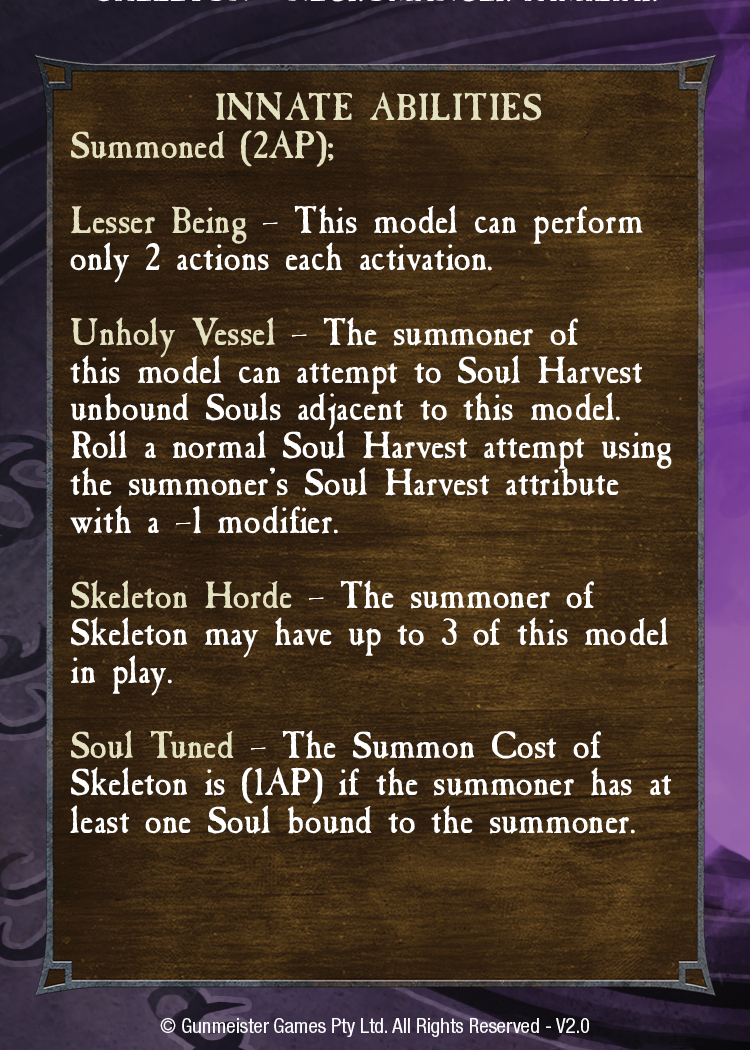 SKELETON – NECROMANCER FAMILIAR
INNATE ABILITIES
Summoned (2AP);
Lesser Being – This model can perform
only 2 actions each activation.
Unholy Vessel – The summoner of
this model can attempt to Soul Harvest
unbound Souls adjacent to this model.
Roll a normal Soul Harvest attempt using
the summoner's Soul Harvest attribute
with a –1 modifier.
Skeleton Horde – The summoner of
Skeleton may have up to 3 of this model
in play.
Soul Tuned – The Summon Cost of
Skeleton is (1AP) if the summoner has at
least one Soul bound to the summoner.
© Gunmeister Games Pty Ltd. All Rights Reserved - V2.0